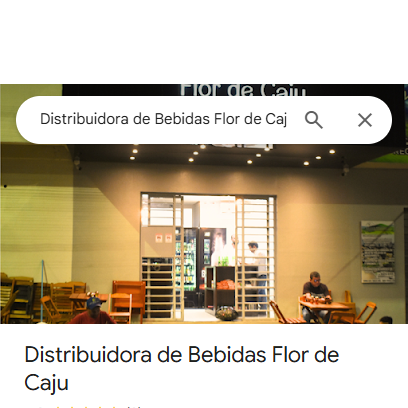 Flor de Caju
Distribuidora de Bebidas Flor de Caj
Distribuidora de Bebidas Flor de
Caju